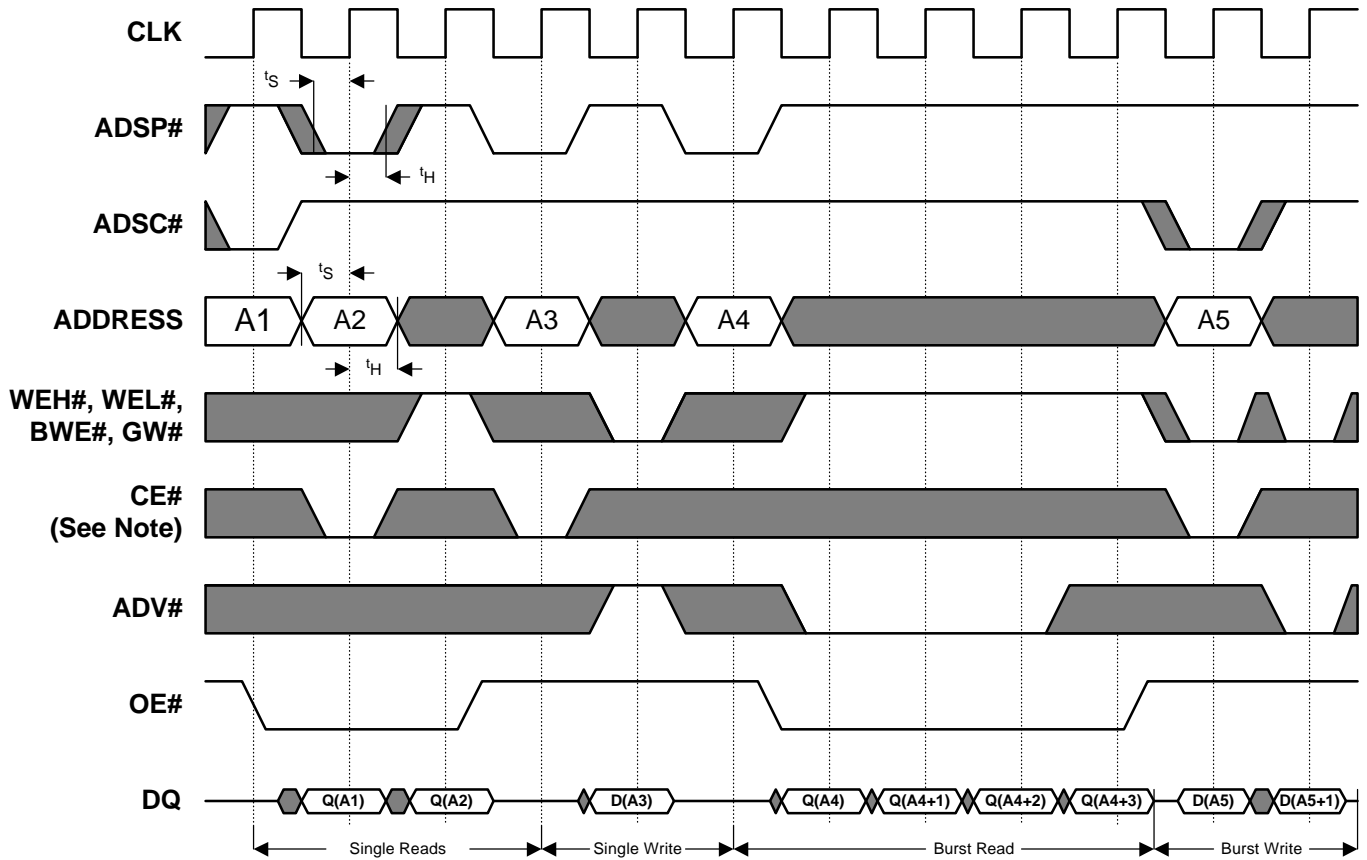 CLK
tS
ADSP#
tH
ADSC#
tS
ADDRESS
A1
A2
A3
A4
A5
tH
WEH#, WEL#,
BWE#, GW#
CE#
(See Note)
ADV#
OE#
DQ
Q(A1)
Q(A2)
D(A3)
Q(A4)
Q(A4+1)
Q(A4+2)
Q(A4+3)
D(A5)
D(A5+1)
Single Reads
Single Write
Burst Read
Burst Write